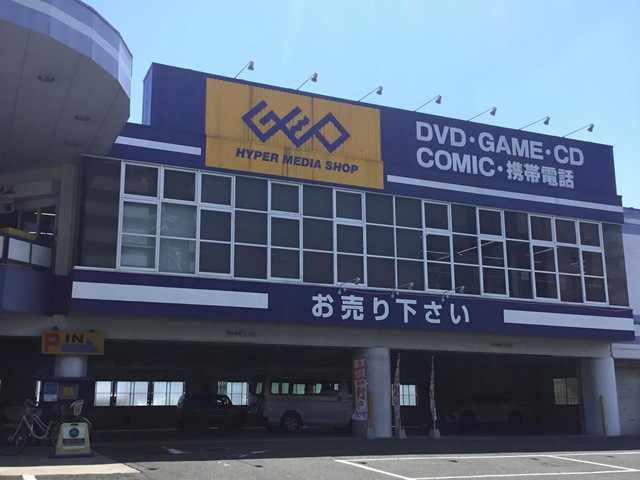 GEO
HYPER MEDIA SHOP
DVD・GAME・CD
COMIC・携帯電話
お売り下さい
P IN